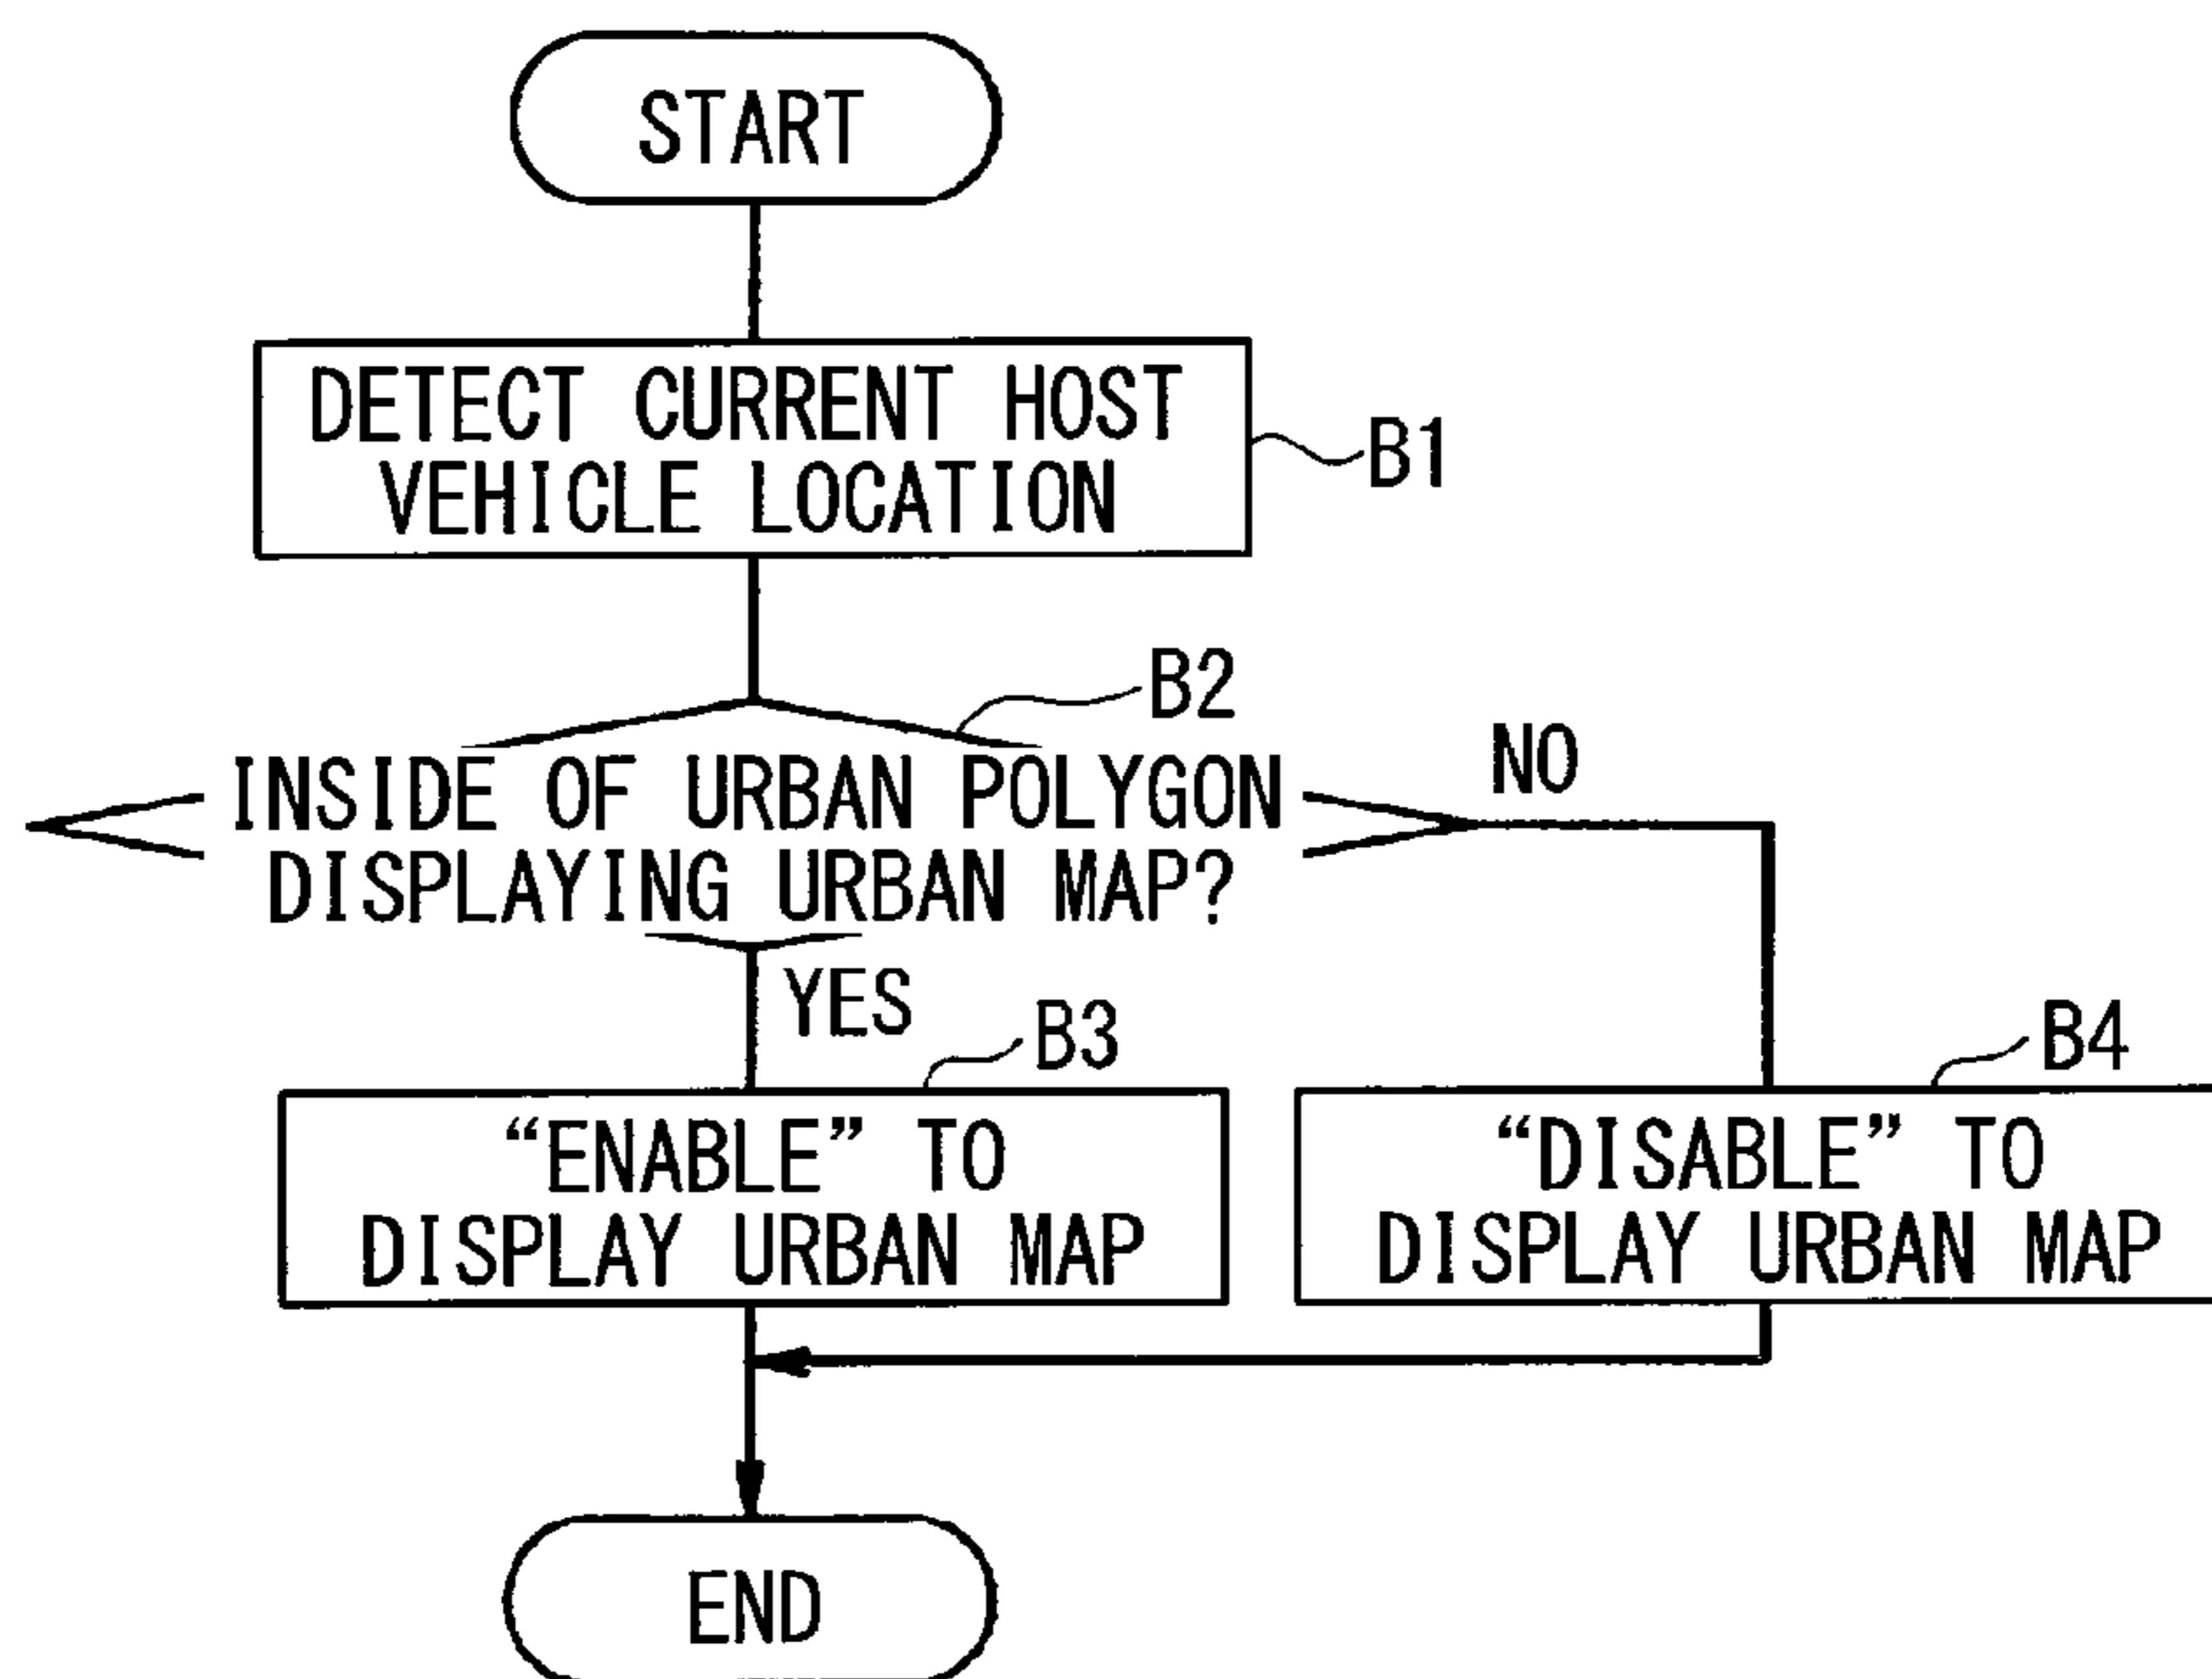 START
DETECT CURRENT HOST
VEHICLE LOCATION
B1
B2
INSIDE OF URBAN POLYGON
DISPLAYING URBAN MAP?
NO
YES
B3
“ENABLE” TO
DISPLAY URBAN MAP
B4
“DISABLE” TO
DISPLAY URBAN MAP
END